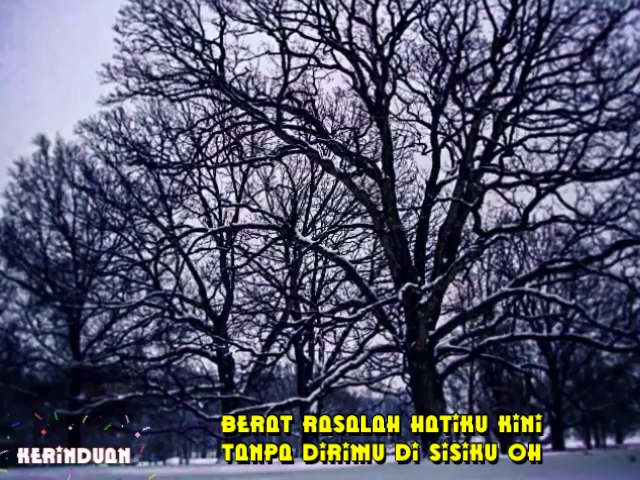 BERAT RASALAH HATIKU KINI
TANPA DIRIMU DI SISIKU OH
KERINDUAN